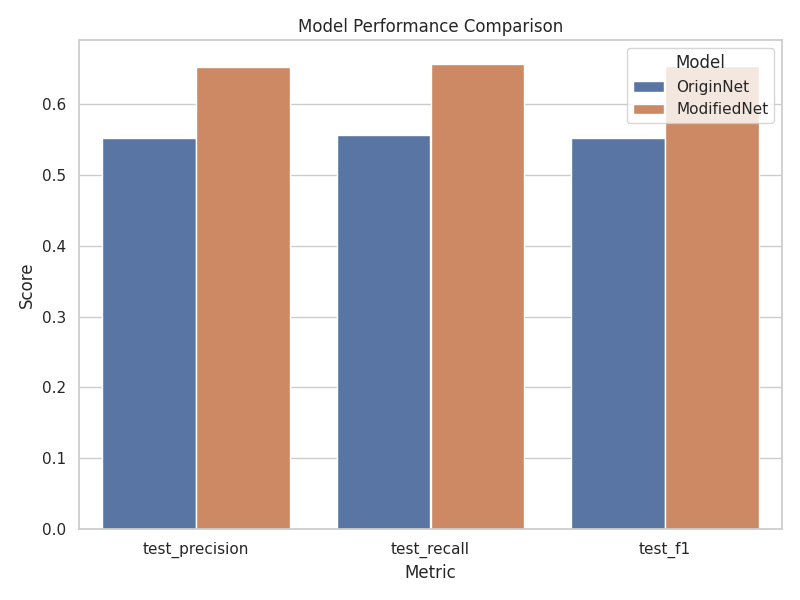 Model Performance Comparison
Model
OriginNet
ModifiedNet
Score
0.6
0.5
0.4
0.3
0.2
0.1
0.0
test_precision
test_recall
test_f1
Metric